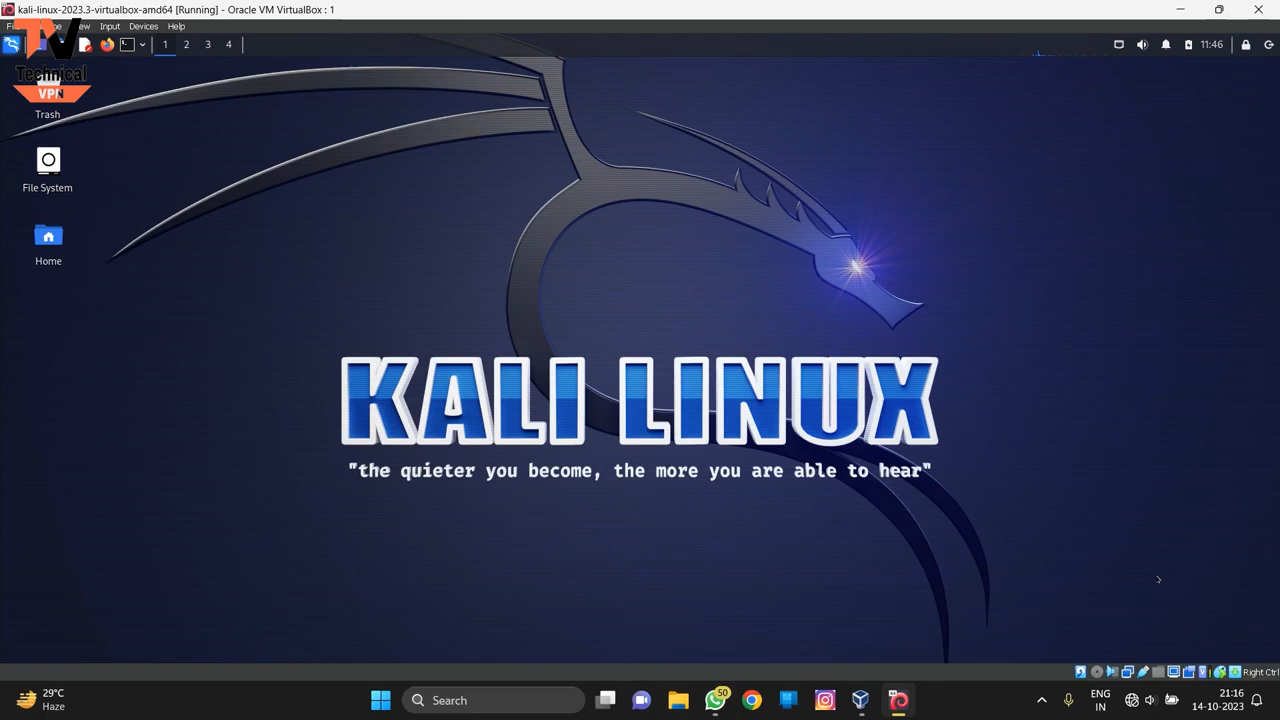 kali-linux-2023.3-virtualbox-amd64 [Running] - Oracle VM VirtualBox : 1
Input Devices Help
1 2 3 4
11:46
TV
Technical
VPN
Trash
File System
Home
KALI LINUX
"the quieter you become, the more you are able to hear"
Right Ctrl
29°C
Haze
Search
50
ENG
IN
21:16
14-10-2023